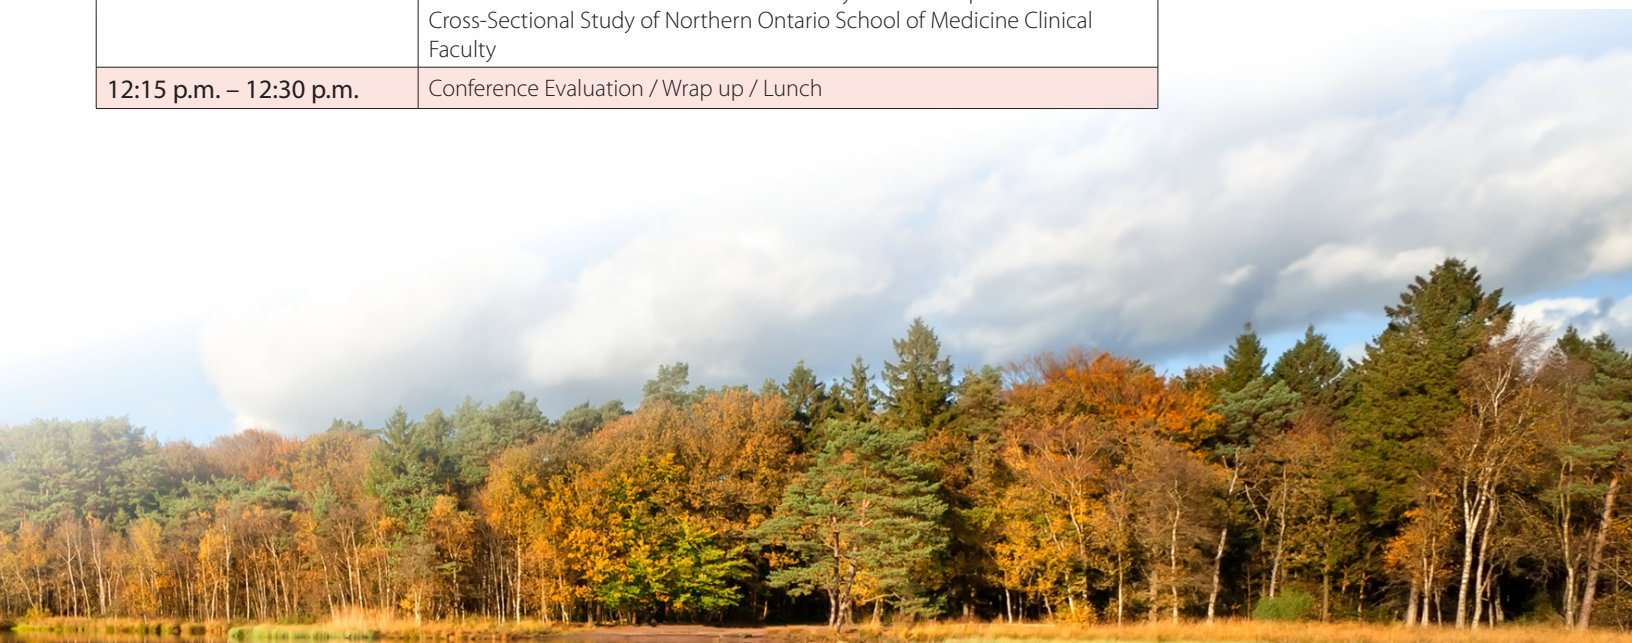 Cross-Sectional Study of Northern Ontario School of Medicine Clinical
Faculty
12:15 p.m. – 12:30 p.m.
Conference Evaluation / Wrap up / Lunch